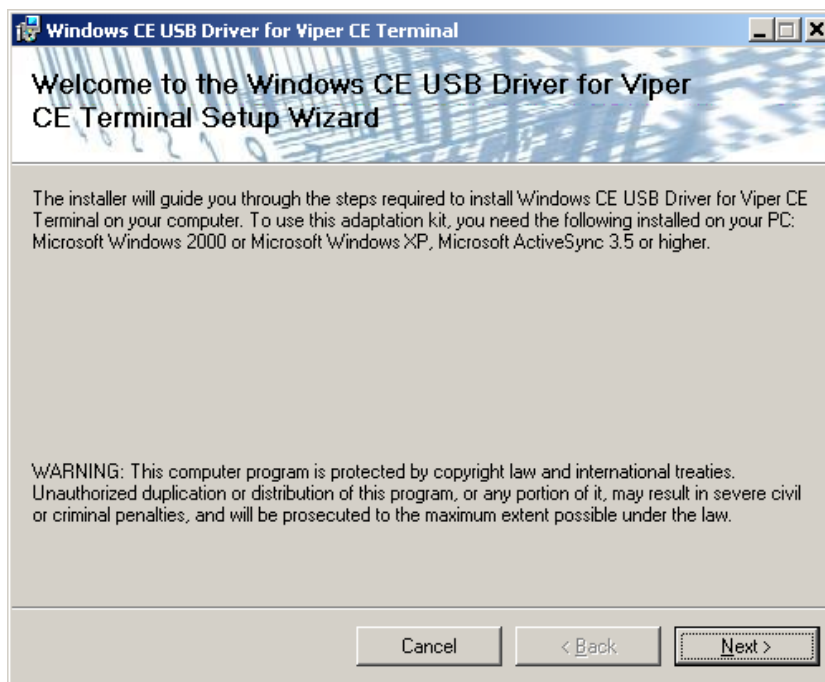 Windows CE USB Driver for Viper CE Terminal
Welcome to the Windows CE USB Driver for Viper
CE Terminal Setup Wizard
The installer will guide you through the steps required to install Windows CE USB Driver for Viper CE
Terminal on your computer. To use this adaptation kit, you need the following installed on your PC:
Microsoft Windows 2000 or Microsoft Windows XP, Microsoft ActiveSync 3.5 or higher.
WARNING: This computer program is protected by copyright law and international treaties.
Unauthorized duplication or distribution of this program, or any portion of it, may result in severe civil
or criminal penalties, and will be prosecuted to the maximum extent possible under the law.
Cancel < Back Next >